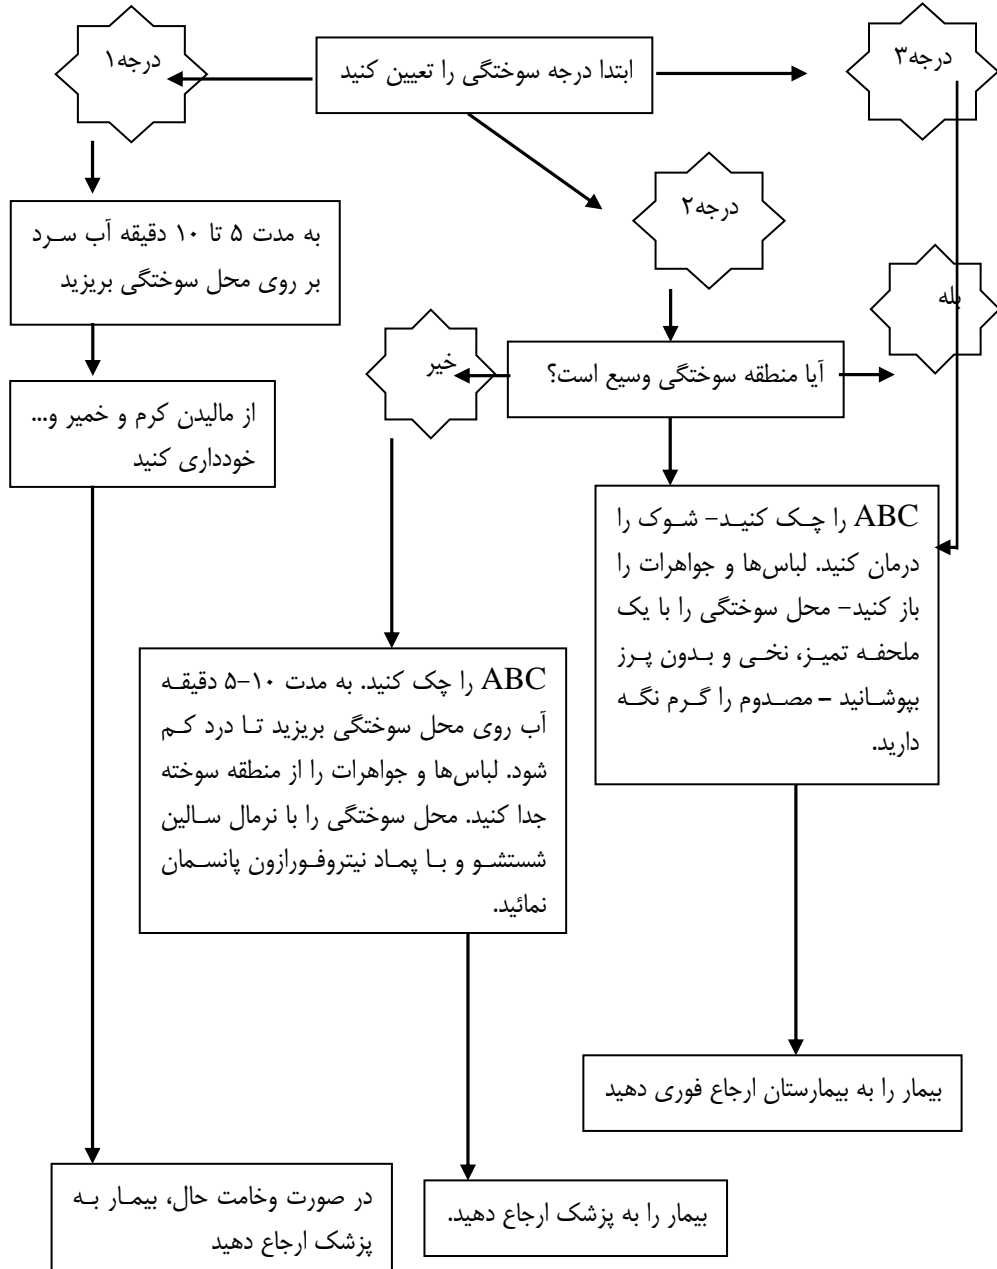 درجه۱
ابتدا درجه سوختگی را تعیین کنید
درجه۳
درجه۲
به مدت ۵ تا ۱۰ دقیقه آب سرد
بر روی محل سوختگی بریزید
بله
خیر
آیا منطقه سوختگی وسیع است؟
از مالیدن کرم و خمیر و...
خودداری کنید
ABC را چک کنید- شوک را
درمان کنید. لباس‌ها و جواهرات را
باز کنید- محل سوختگی را با یک
ملحفه تمیز، نخی و بدون پرز
بپوشانید – مصدوم را گرم نگه
دارید.
ABC را چک کنید. به مدت ۱۰-۵ دقیقه
آب روی محل سوختگی بریزید تا درد کم
شود. لباس‌ها و جواهرات را از منطقه سوخته
جدا کنید. محل سوختگی را با نرمال سالین
شستشو و با پماد نیتروفورازون پانسمان
نمائید.
بیمار را به بیمارستان ارجاع فوری دهید
در صورت وخامت حال، بیمار به
پزشک ارجاع دهید
بیمار را به پزشک ارجاع دهید.